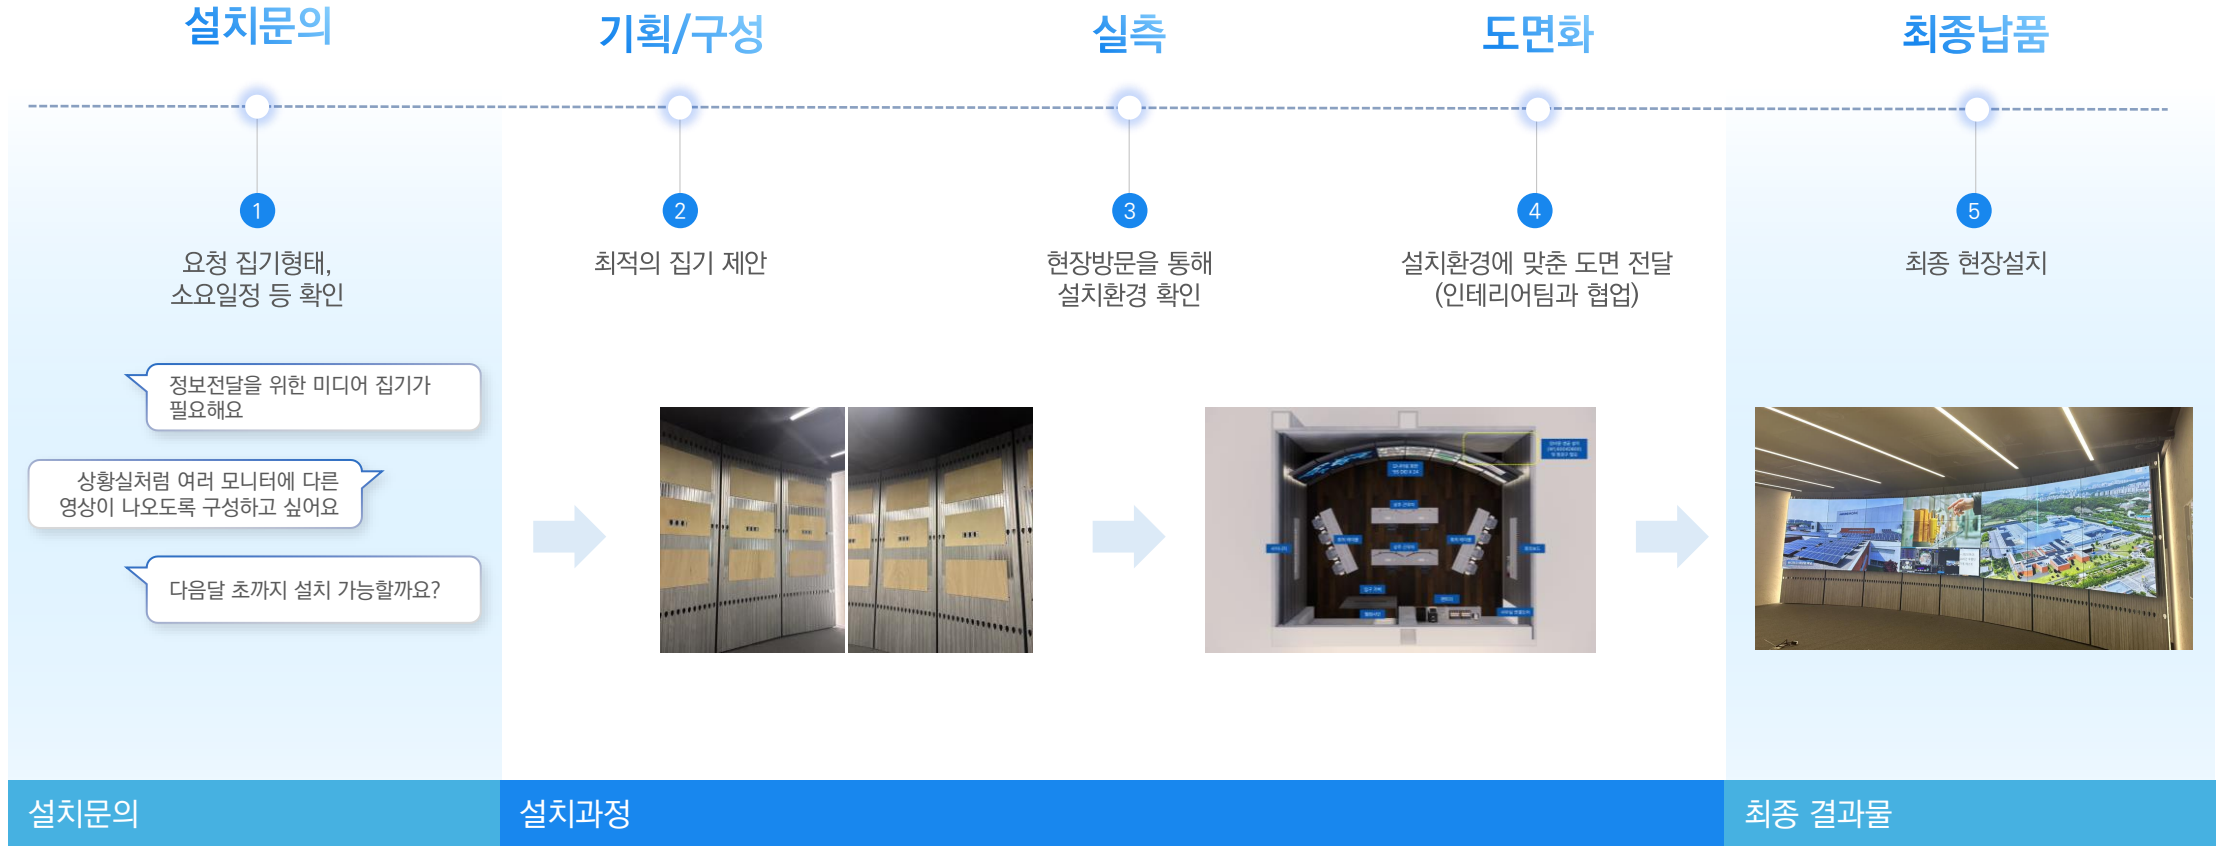 설치문의
기획/구성
실측
도면화
최종납품
1
2
3
4
5
요청 집기형태,
소요일정 등 확인
최적의 집기 제안
현장방문을 통해
설치환경 확인
설치환경에 맞춘 도면 전달
(인테리어팀과 협업)
최종 현장설치
정보전달을 위한 미디어 집기가
필요해요
상황실처럼 여러 모니터에 다른
영상이 나오도록 구성하고 싶어요
다음달 초까지 설치 가능할까요?
설치문의
설치과정
최종 결과물